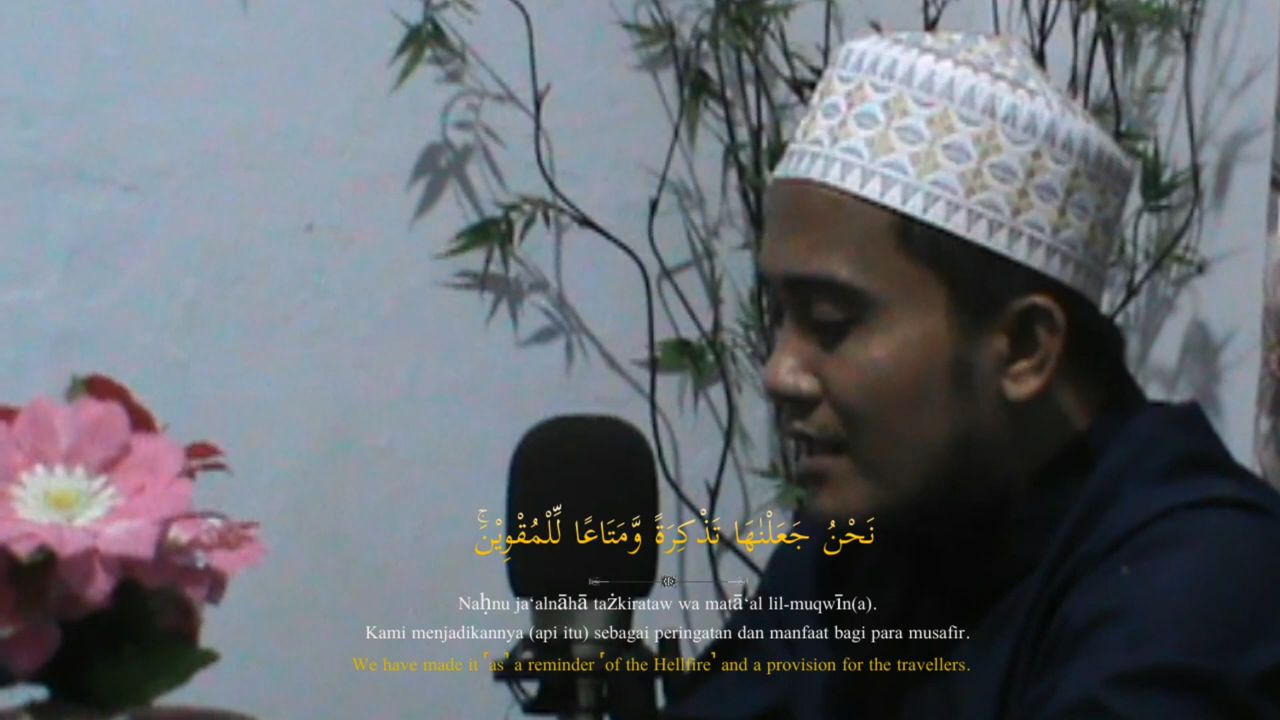 نَحْنُ جَعَلْنٰهَا تَذْكِرَةً وَّمَتَاعًا لِّلْمُقْوِيْنَۚ
Naḥnu ja‘alnāhā tażkirataw wa matā‘al lil-muqwīn(a).
Kami menjadikannya (api itu) sebagai peringatan dan manfaat bagi para musafir.
We have made it ˹as˺ a reminder ˹of the Hellfire˺ and a provision for the travellers.